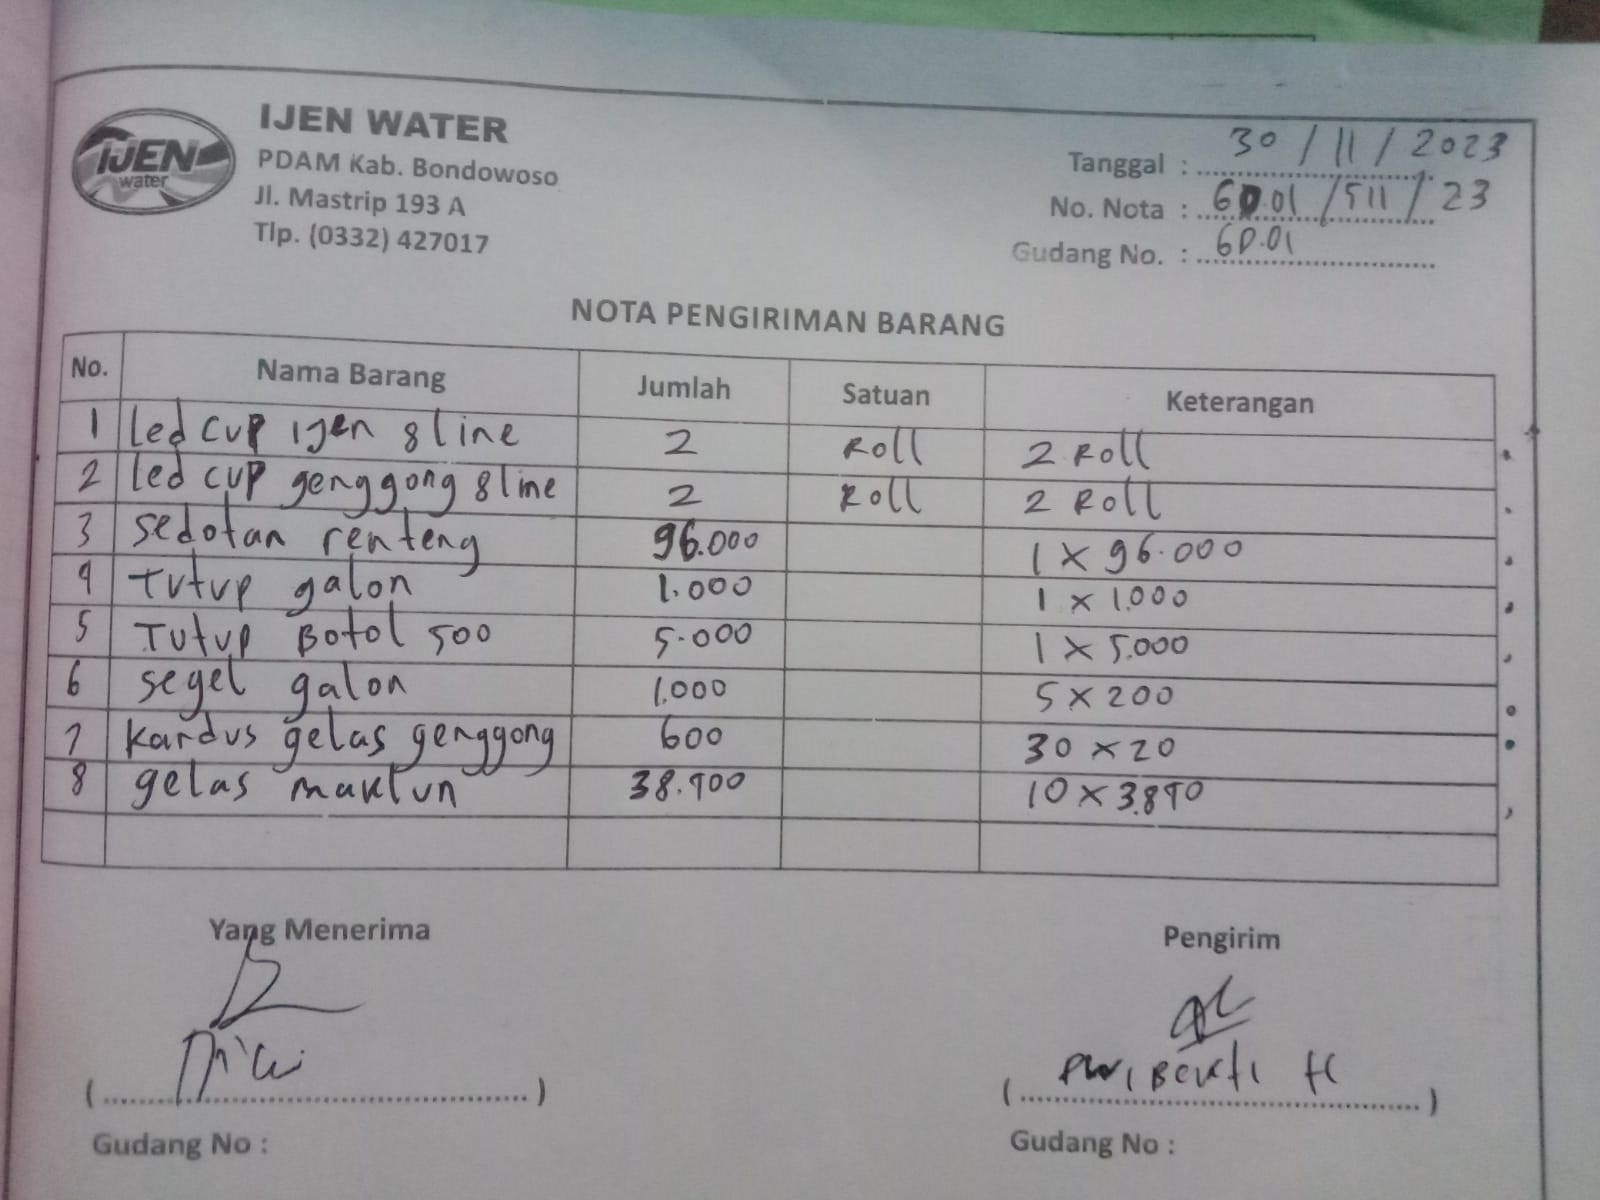 IJEN WATER
IJEN
water
PDAM Kab. Bondowoso
Jl. Mastrip 193 A
Tlp. (0332) 427017
Tanggal : 30/11/2023
No. Nota : 6D.01/511/23
Gudang No. : 6D.01
NOTA PENGIRIMAN BARANG
No. Nama Barang Jumlah Satuan Keterangan
1 led cup ijen 8 line 2 Roll 2 Roll
2 led cup genggong 8 line 2 Roll 2 Roll
3 sedotan renteng 96.000 1 x 96.000
4 Tutup galon 1.000 1 x 1.000
5 Tutup Botol 500 5.000 1 x 5.000
6 segel galon 1.000 5 x 200
7 kardus gelas genggong 600 30 x 20
8 gelas maklun 38.900 10 x 3.890
Yang Menerima Pengirim
( )
( )
Gudang No : Gudang No :